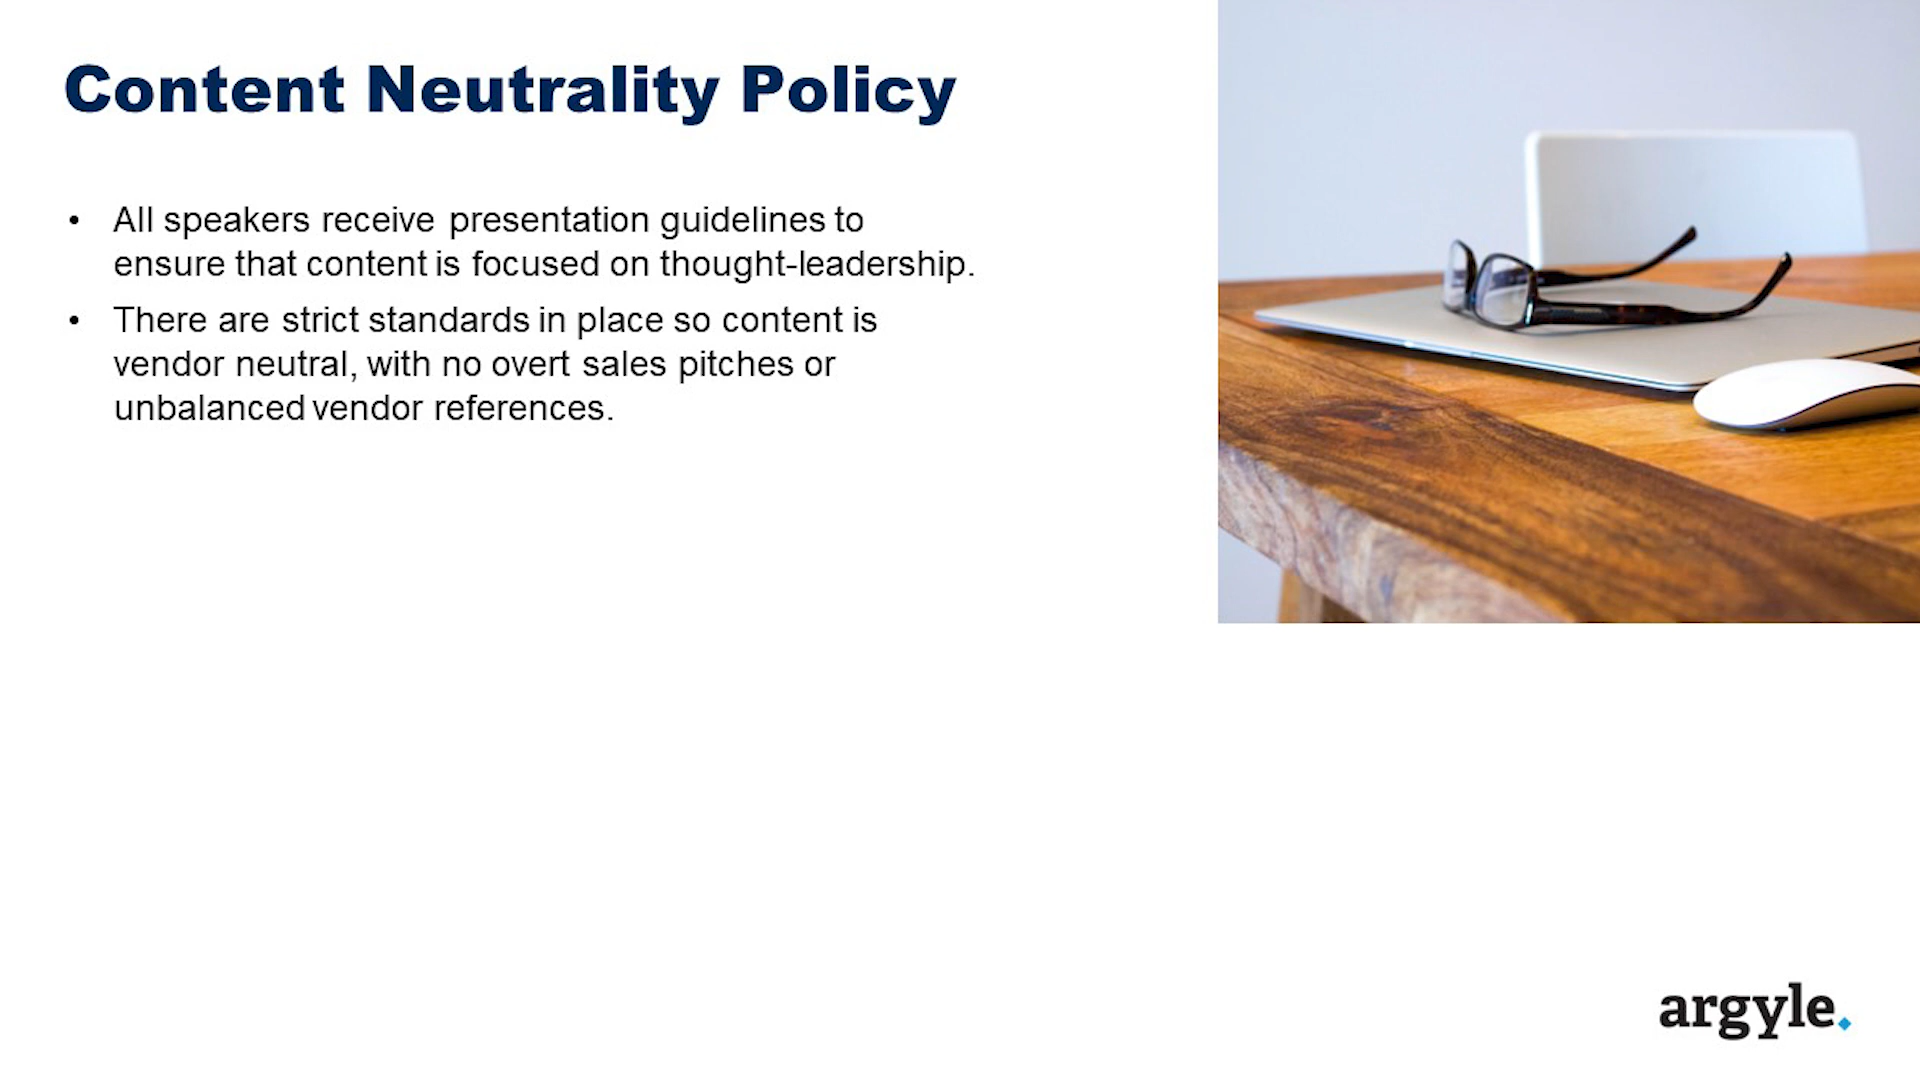 Content Neutrality Policy
• All speakers receive presentation guidelines to
ensure that content is focused on thought-leadership.
• There are strict standards in place so content is
vendor neutral, with no overt sales pitches or
unbalanced vendor references.
argyle.